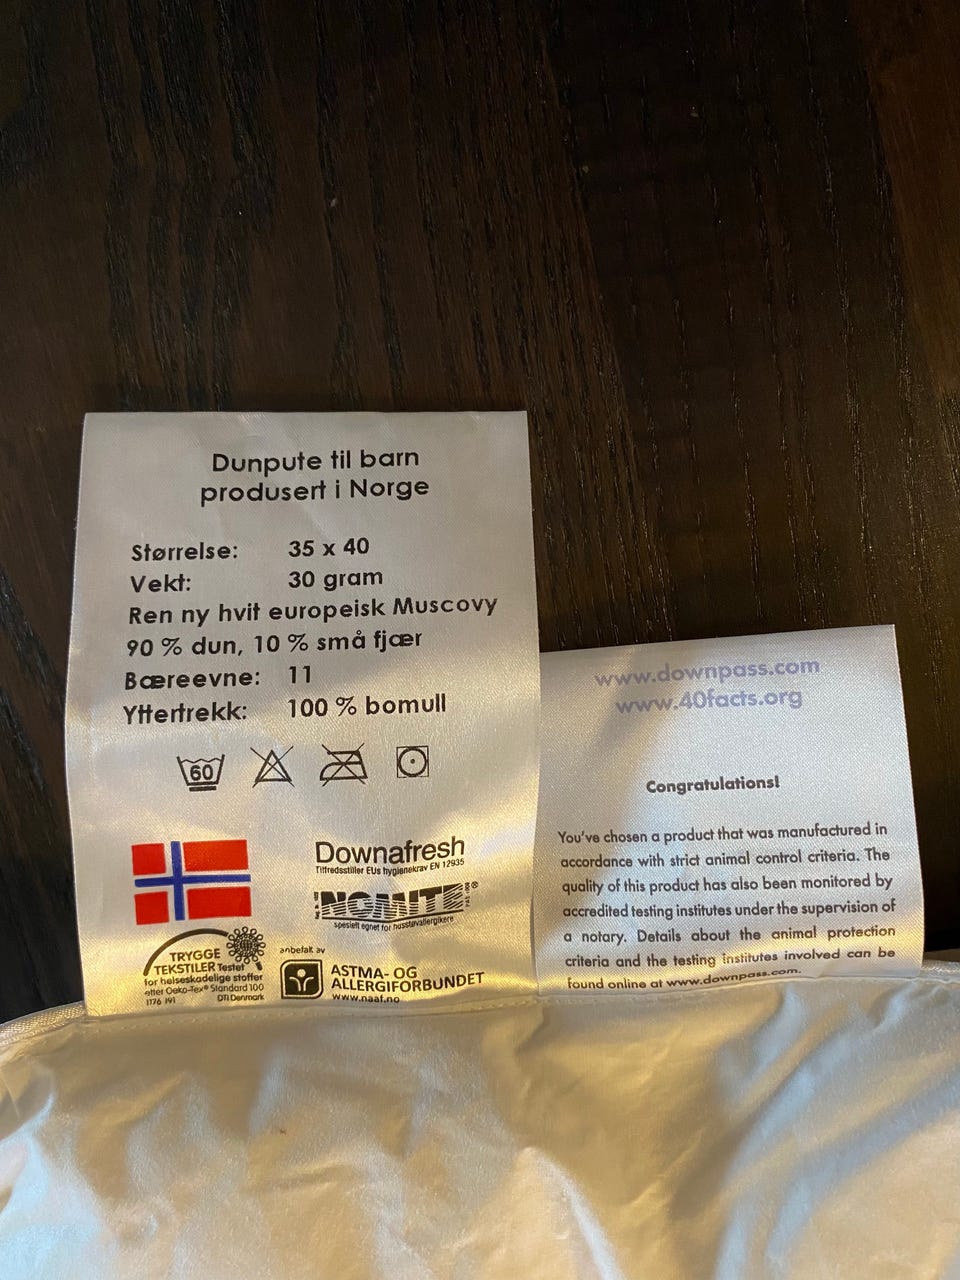 Dunpute til barn
produsert i Norge
Størrelse: 35 x 40
Vekt: 30 gram
Ren ny hvit europeisk Muscovy
90 % dun, 10 % små fjær
Bæreevne: 11
Yttertrekk: 100 % bomull
60
Downafresh
Tilfredsstiller EUs hygienekrav EN 12935
NOMITE®
spesielt egnet for husstøvallergikere
TRYGGE
TEKSTILER Testet
for helseskadelige stoffer
etter Oeko-Tex® Standard 100
1176 191 DTI Denmark
anbefalt av
ASTMA- OG
ALLERGIFORBUNDET
www.naaf.no
www.downpass.com
www.40facts.org
Congratulations!
You've chosen a product that was manufactured in
accordance with strict animal control criteria. The
quality of this product has also been monitored by
accredited testing institutes under the supervision of
a notary. Details about the animal protection
criteria and the testing institutes involved can be
found online at www.downpass.com.